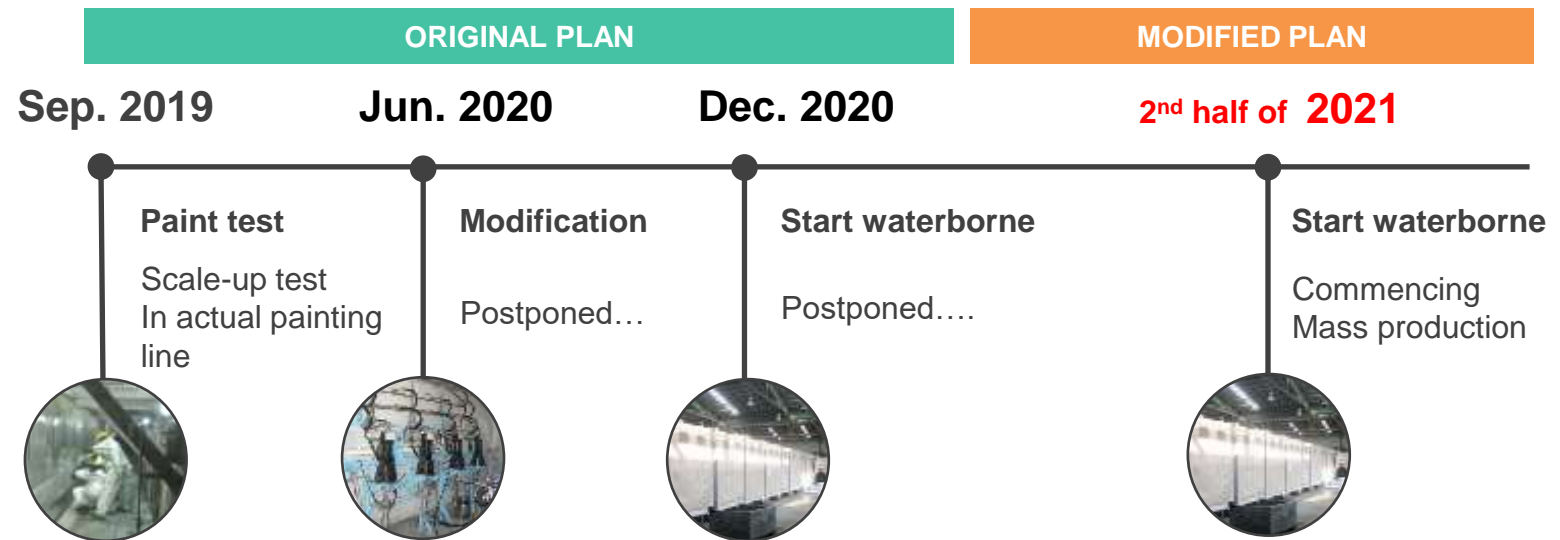 ORIGINAL PLAN
MODIFIED PLAN
Sep. 2019
Jun. 2020
Dec. 2020
2nd half of 2021
Paint test
Scale-up test
In actual painting
line
Modification
Postponed…
Start waterborne
Postponed….
Start waterborne
Commencing
Mass production